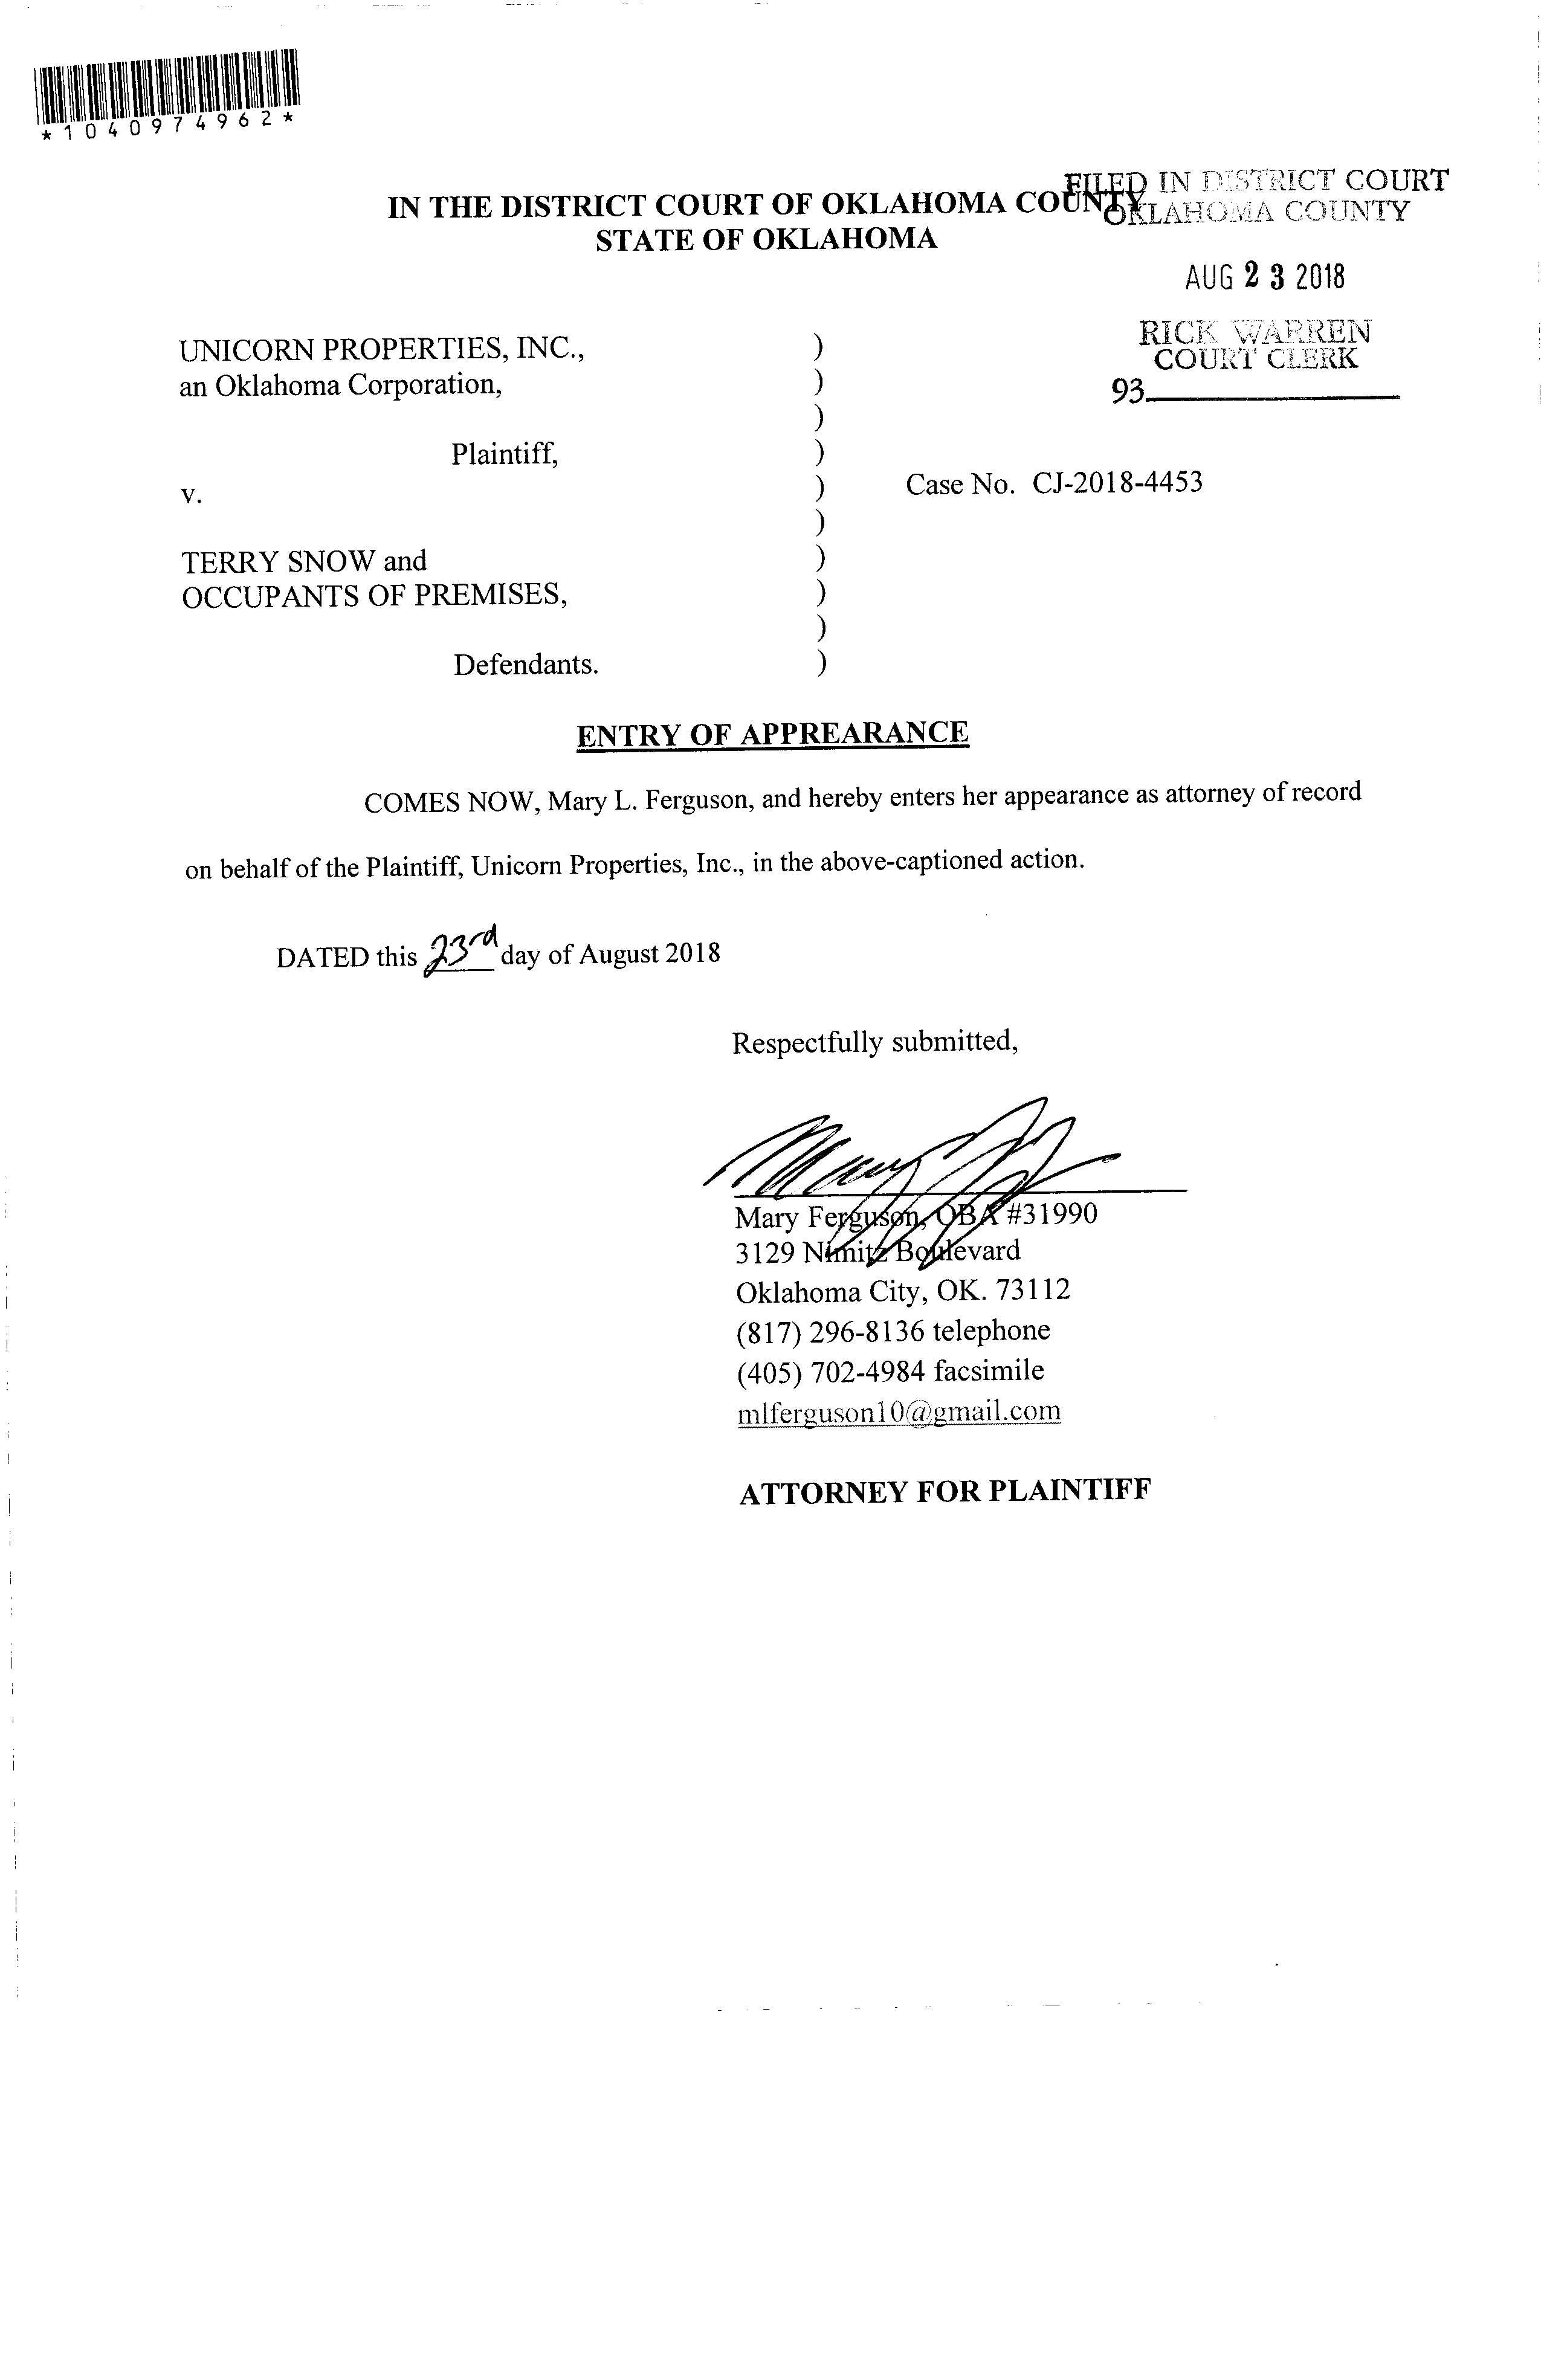 *1040974962*
IN THE DISTRICT COURT OF OKLAHOMA COUNTY
STATE OF OKLAHOMA
FILED IN DISTRICT COURT
OKLAHOMA COUNTY
AUG 23 2018
RICK WARREN
COURT CLERK
93
UNICORN PROPERTIES, INC., )
an Oklahoma Corporation, )
)
Plaintiff, )
v. ) Case No. CJ-2018-4453
)
TERRY SNOW and )
OCCUPANTS OF PREMISES, )
)
Defendants. )
ENTRY OF APPREARANCE
COMES NOW, Mary L. Ferguson, and hereby enters her appearance as attorney of record
on behalf of the Plaintiff, Unicorn Properties, Inc., in the above-captioned action.
DATED this 23rd day of August 2018
Respectfully submitted,
Mary Ferguson, OBA #31990
3129 Nimitz Boulevard
Oklahoma City, OK. 73112
(817) 296-8136 telephone
(405) 702-4984 facsimile
mlferguson10@gmail.com
ATTORNEY FOR PLAINTIFF